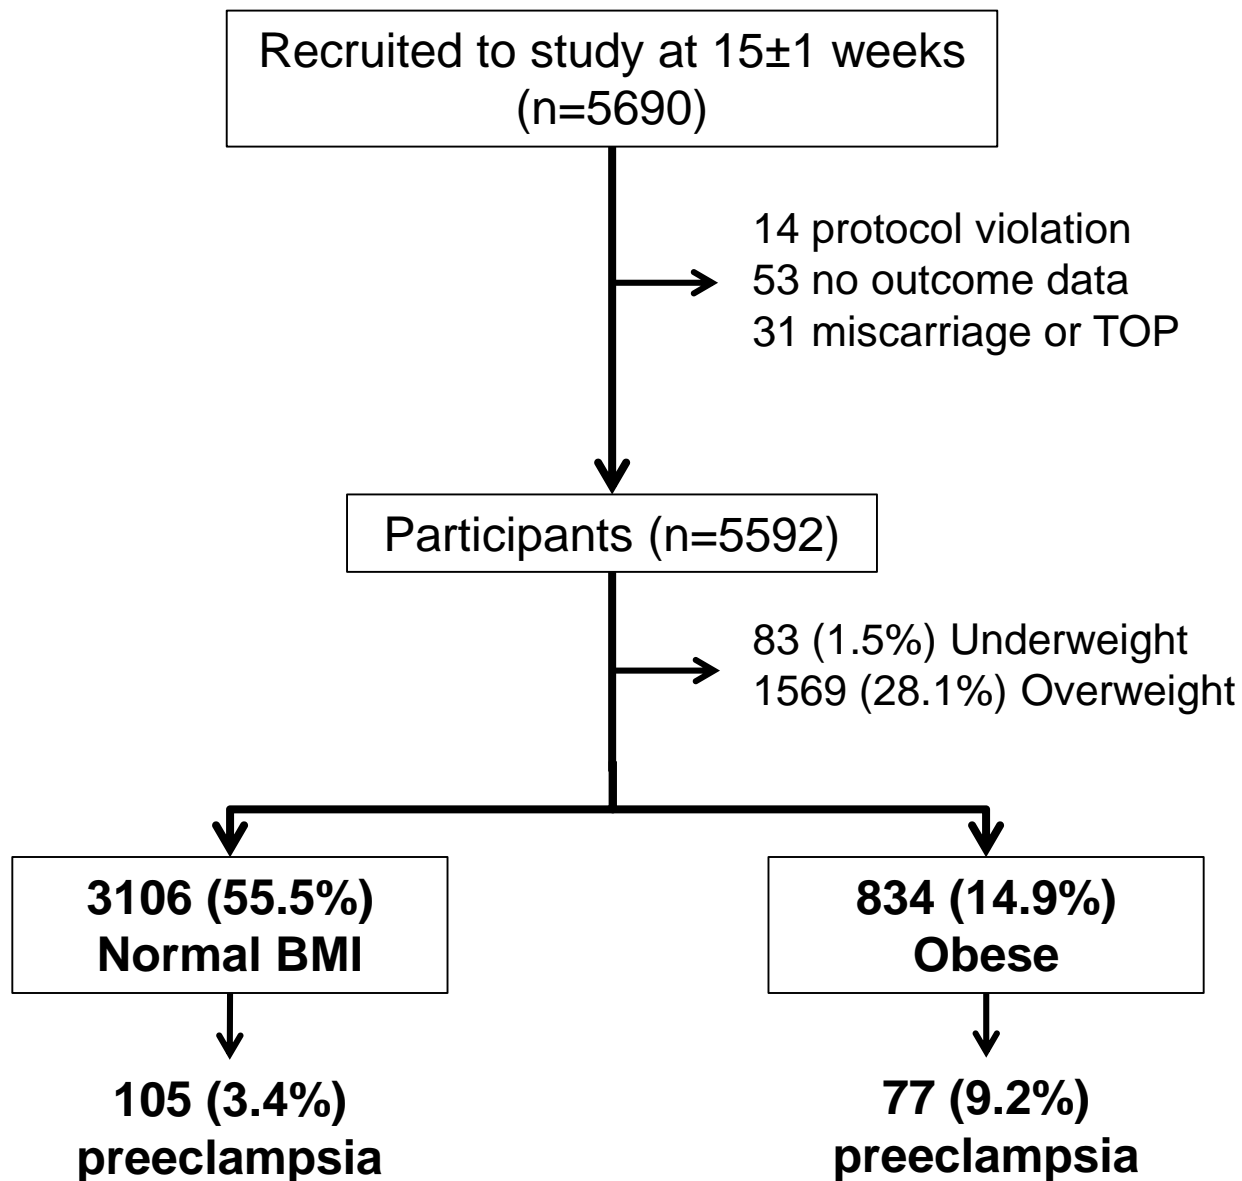 Recruited to study at 15±1 weeks
(n=5690)
14 protocol violation
53 no outcome data
31 miscarriage or TOP
Participants (n=5592)
83 (1.5%) Underweight
1569 (28.1%) Overweight
3106 (55.5%)
Normal BMI
834 (14.9%)
Obese
105 (3.4%)
preeclampsia
77 (9.2%)
preeclampsia